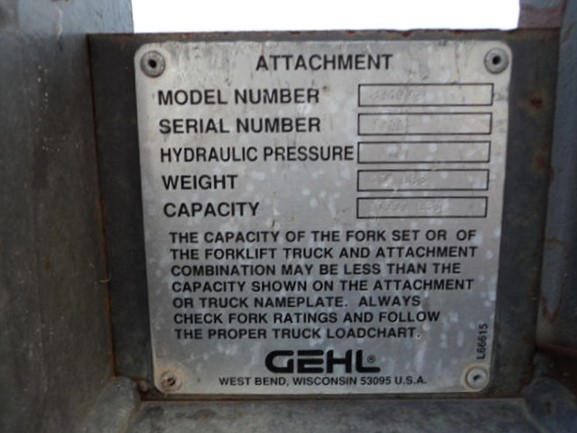 ATTACHMENT
MODEL NUMBER
SERIAL NUMBER
HYDRAULIC PRESSURE
WEIGHT
CAPACITY
THE CAPACITY OF THE FORK SET OR OF
THE FORKLIFT TRUCK AND ATTACHMENT
COMBINATION MAY BE LESS THAN THE
CAPACITY SHOWN ON THE ATTACHMENT
OR TRUCK NAMEPLATE. ALWAYS
CHECK FORK RATINGS AND FOLLOW
THE PROPER TRUCK LOADCHART.
GEHL®
WEST BEND, WISCONSIN 53095 U.S.A.
L66615